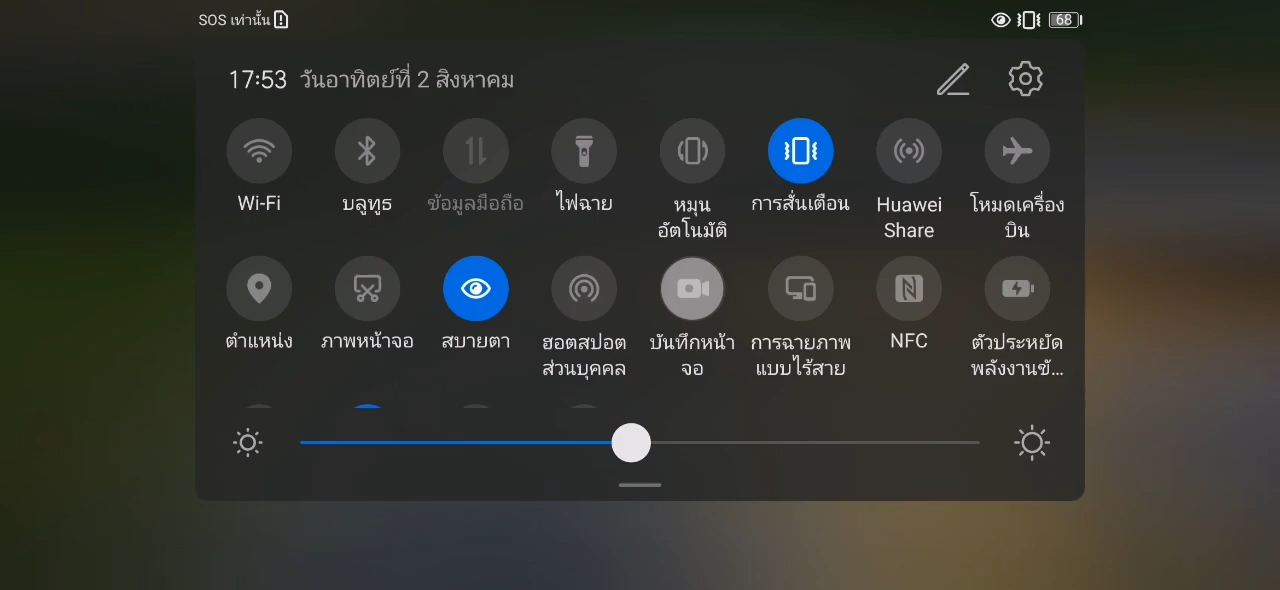 SOS เท่านั้น
68
17:53 วันอาทิตย์ที่ 2 สิงหาคม
Wi-Fi
บลูทูธ
ข้อมูลมือถือ
ไฟฉาย
หมุน
อัตโนมัติ
การสั่นเตือน
Huawei
Share
โหมดเครื่อง
บิน
ตำแหน่ง
ภาพหน้าจอ
สบายตา
ฮอตสปอต
ส่วนบุคคล
บันทึกหน้า
จอ
การฉายภาพ
แบบไร้สาย
NFC
ตัวประหยัด
พลังงานขั...